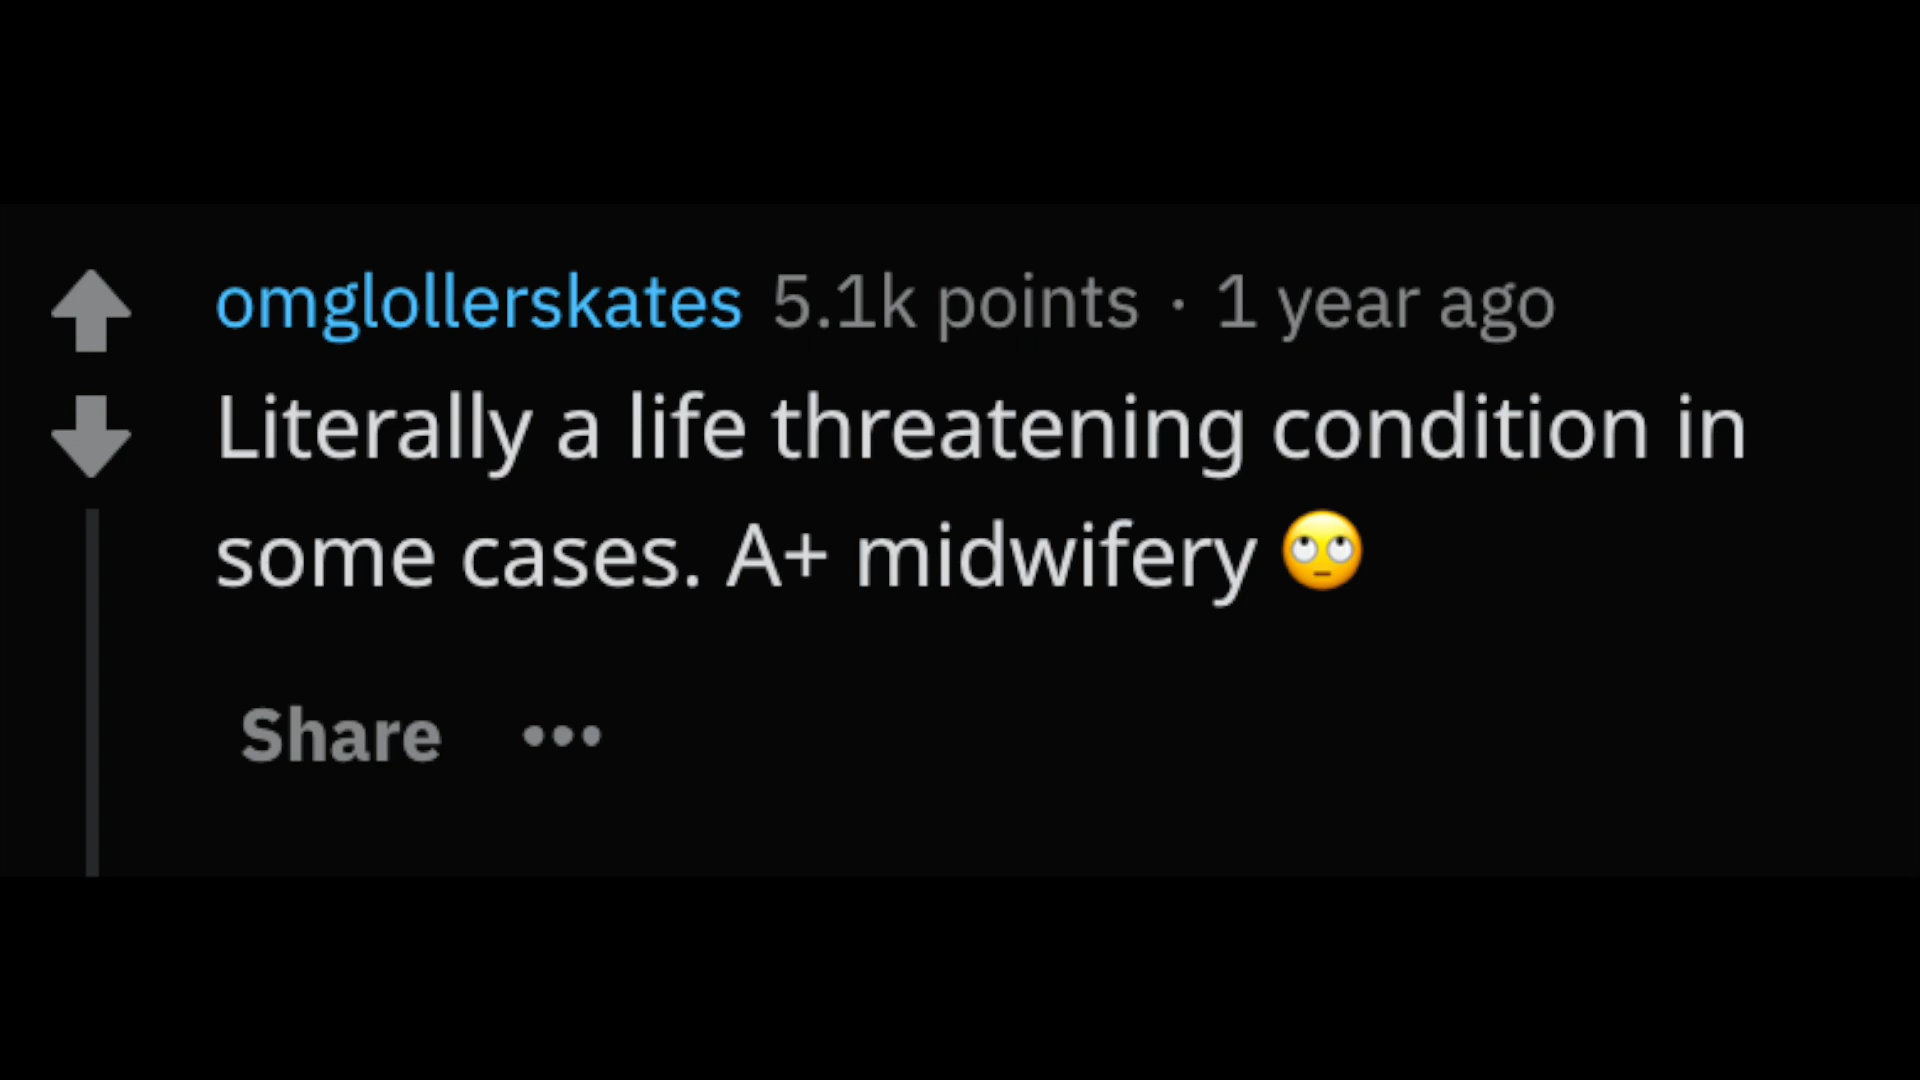 omglollerskates 5.1k points · 1 year ago
Literally a life threatening condition in
some cases. A+ midwifery 🙄
Share •••